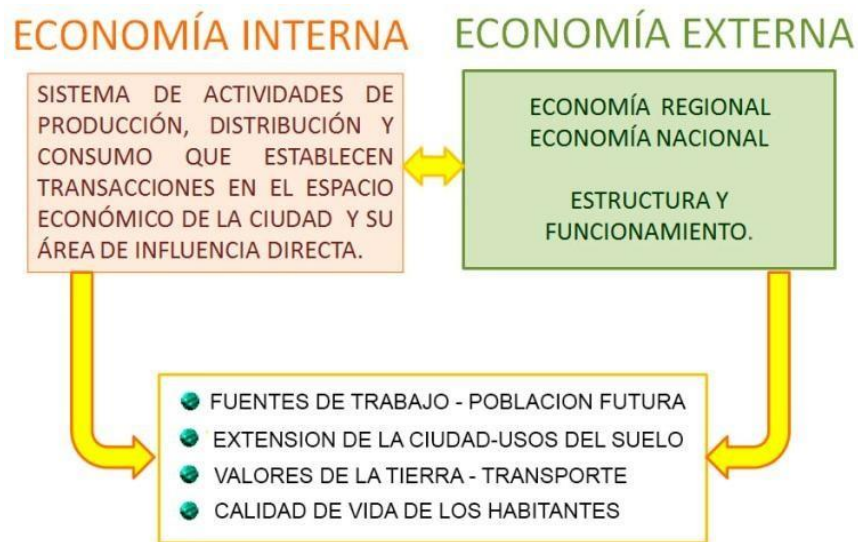 ECONOMÍA INTERNA
SISTEMA DE ACTIVIDADES DE
PRODUCCIÓN, DISTRIBUCIÓN Y
CONSUMO QUE ESTABLECEN
TRANSACCIONES EN EL ESPACIO
ECONÓMICO DE LA CIUDAD Y SU
ÁREA DE INFLUENCIA DIRECTA.
ECONOMÍA EXTERNA
ECONOMÍA REGIONAL
ECONOMÍA NACIONAL
ESTRUCTURA Y
FUNCIONAMIENTO.
FUENTES DE TRABAJO - POBLACION FUTURA
EXTENSION DE LA CIUDAD-USOS DEL SUELO
VALORES DE LA TIERRA - TRANSPORTE
CALIDAD DE VIDA DE LOS HABITANTES